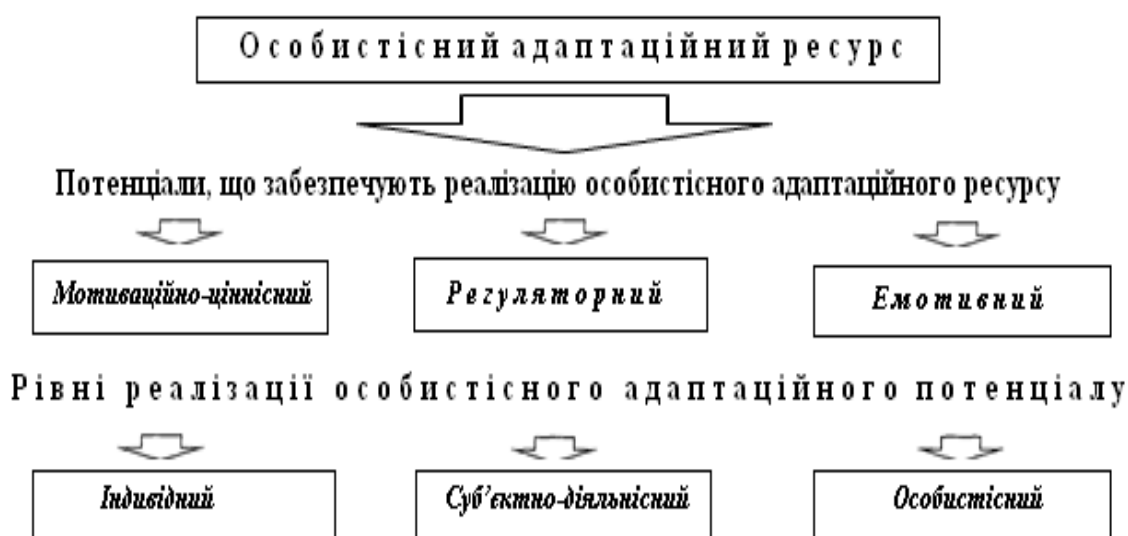 Особистісний адаптаційний ресурс
Потенціали, що забезпечують реалізацію особистісного адаптаційного ресурсу
Мотиваційно-ціннісний
Регуляторний
Емотивний
Рівні реалізації особистісного адаптаційного потенціалу
Індивідний
Суб’єктно-діяльнісний
Особистісний